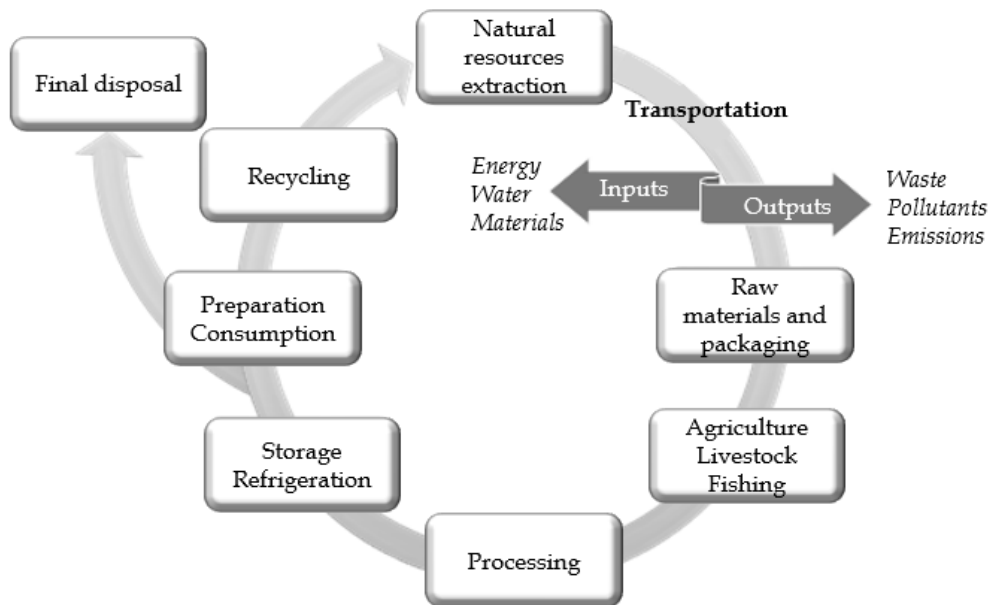 Natural
resources
extraction
Final disposal
Transportation
Recycling
Energy
Water
Materials
Inputs
Outputs
Waste
Pollutants
Emissions
Preparation
Consumption
Raw
materials and
packaging
Storage
Refrigeration
Agriculture
Livestock
Fishing
Processing